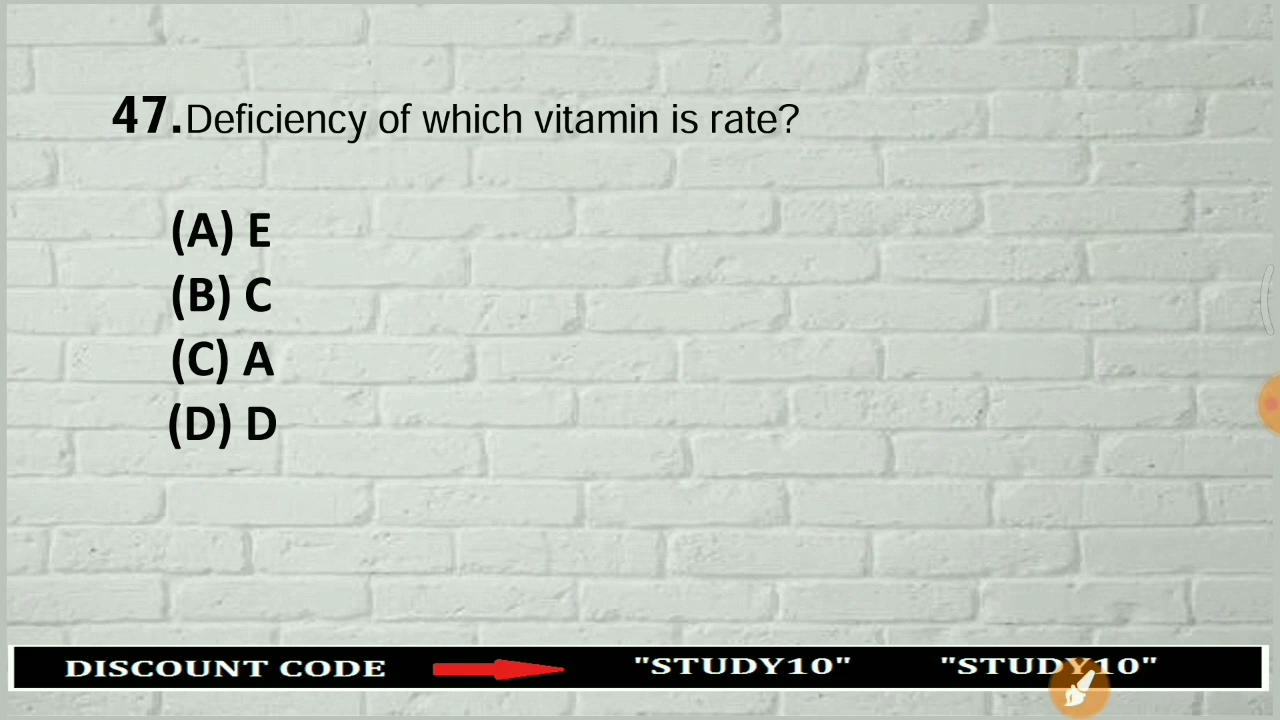 47.Deficiency of which vitamin is rate?
(A) E
(B) C
(C) A
(D) D
DISCOUNT CODE "STUDY10" "STUDY10"